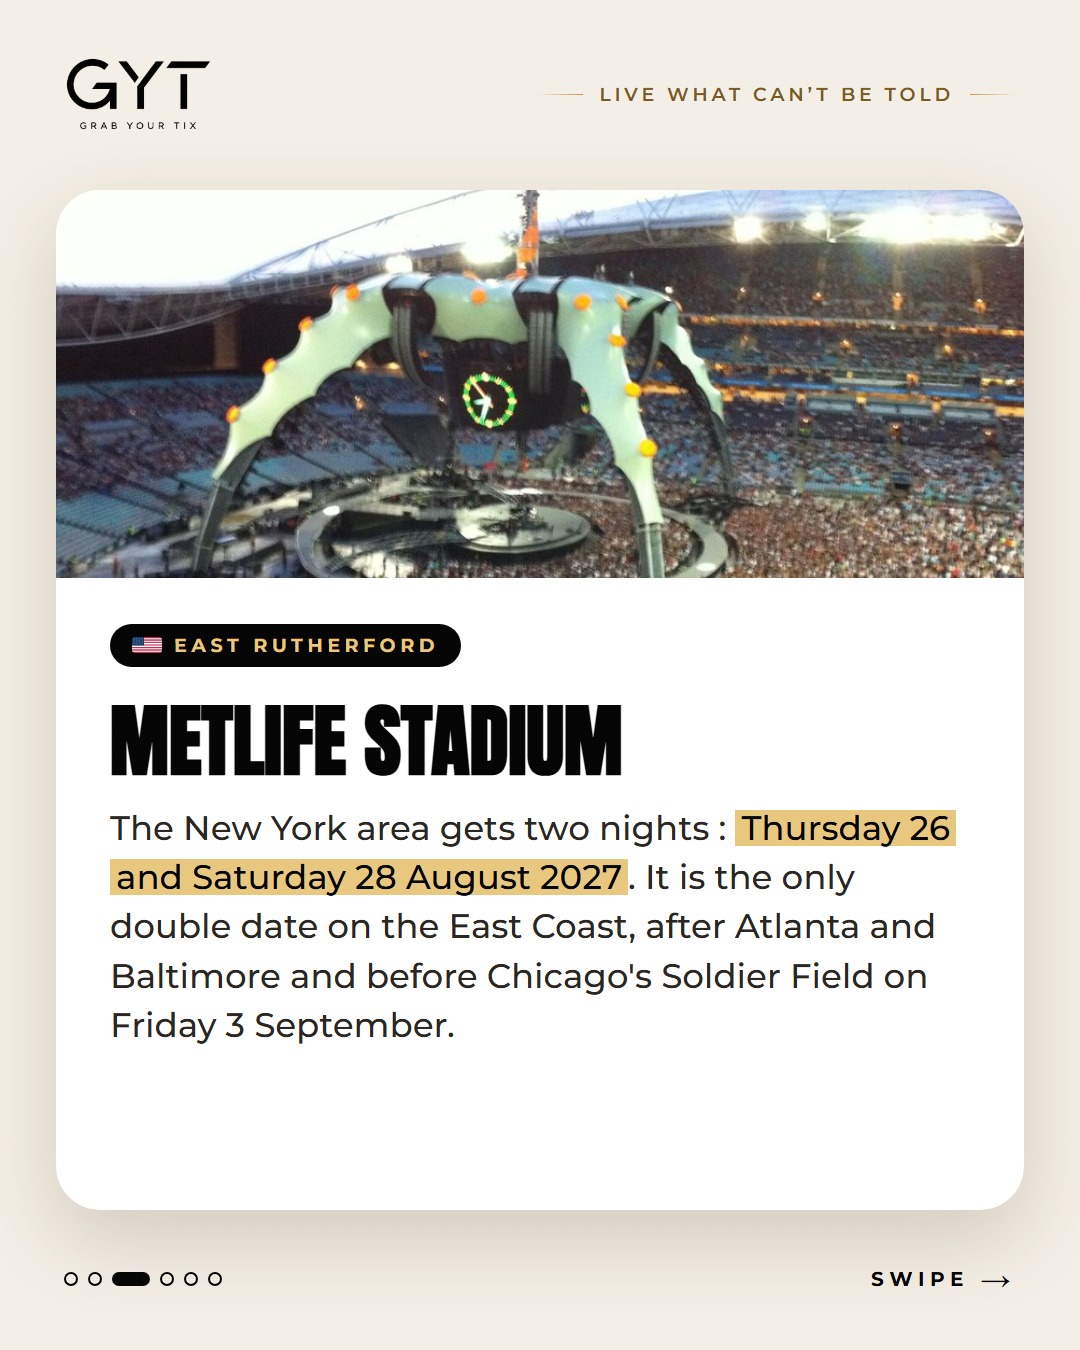 GYT
GRAB YOUR TIX
LIVE WHAT CAN’T BE TOLD
EAST RUTHERFORD
METLIFE STADIUM
The New York area gets two nights : Thursday 26
and Saturday 28 August 2027. It is the only
double date on the East Coast, after Atlanta and
Baltimore and before Chicago's Soldier Field on
Friday 3 September.
SWIPE →